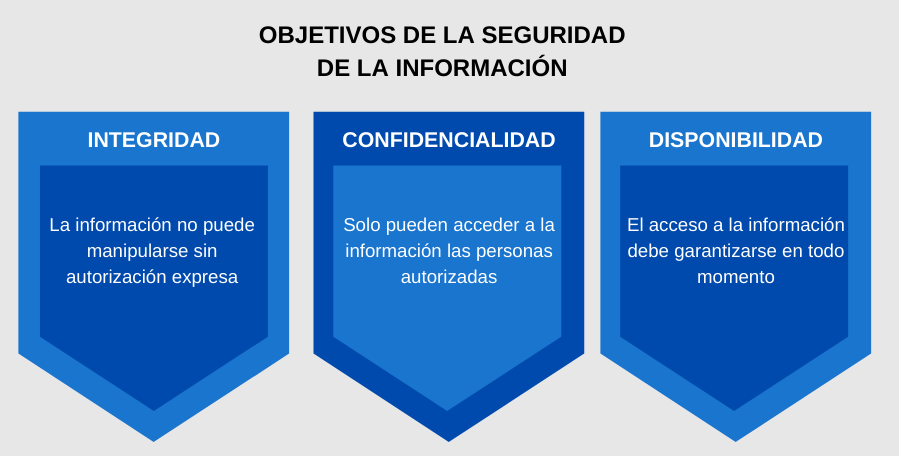 OBJETIVOS DE LA SEGURIDAD
DE LA INFORMACIÓN
INTEGRIDAD
La información no puede
manipularse sin
autorización expresa
CONFIDENCIALIDAD
Solo pueden acceder a la
información las personas
autorizadas
DISPONIBILIDAD
El acceso a la información
debe garantizarse en todo
momento